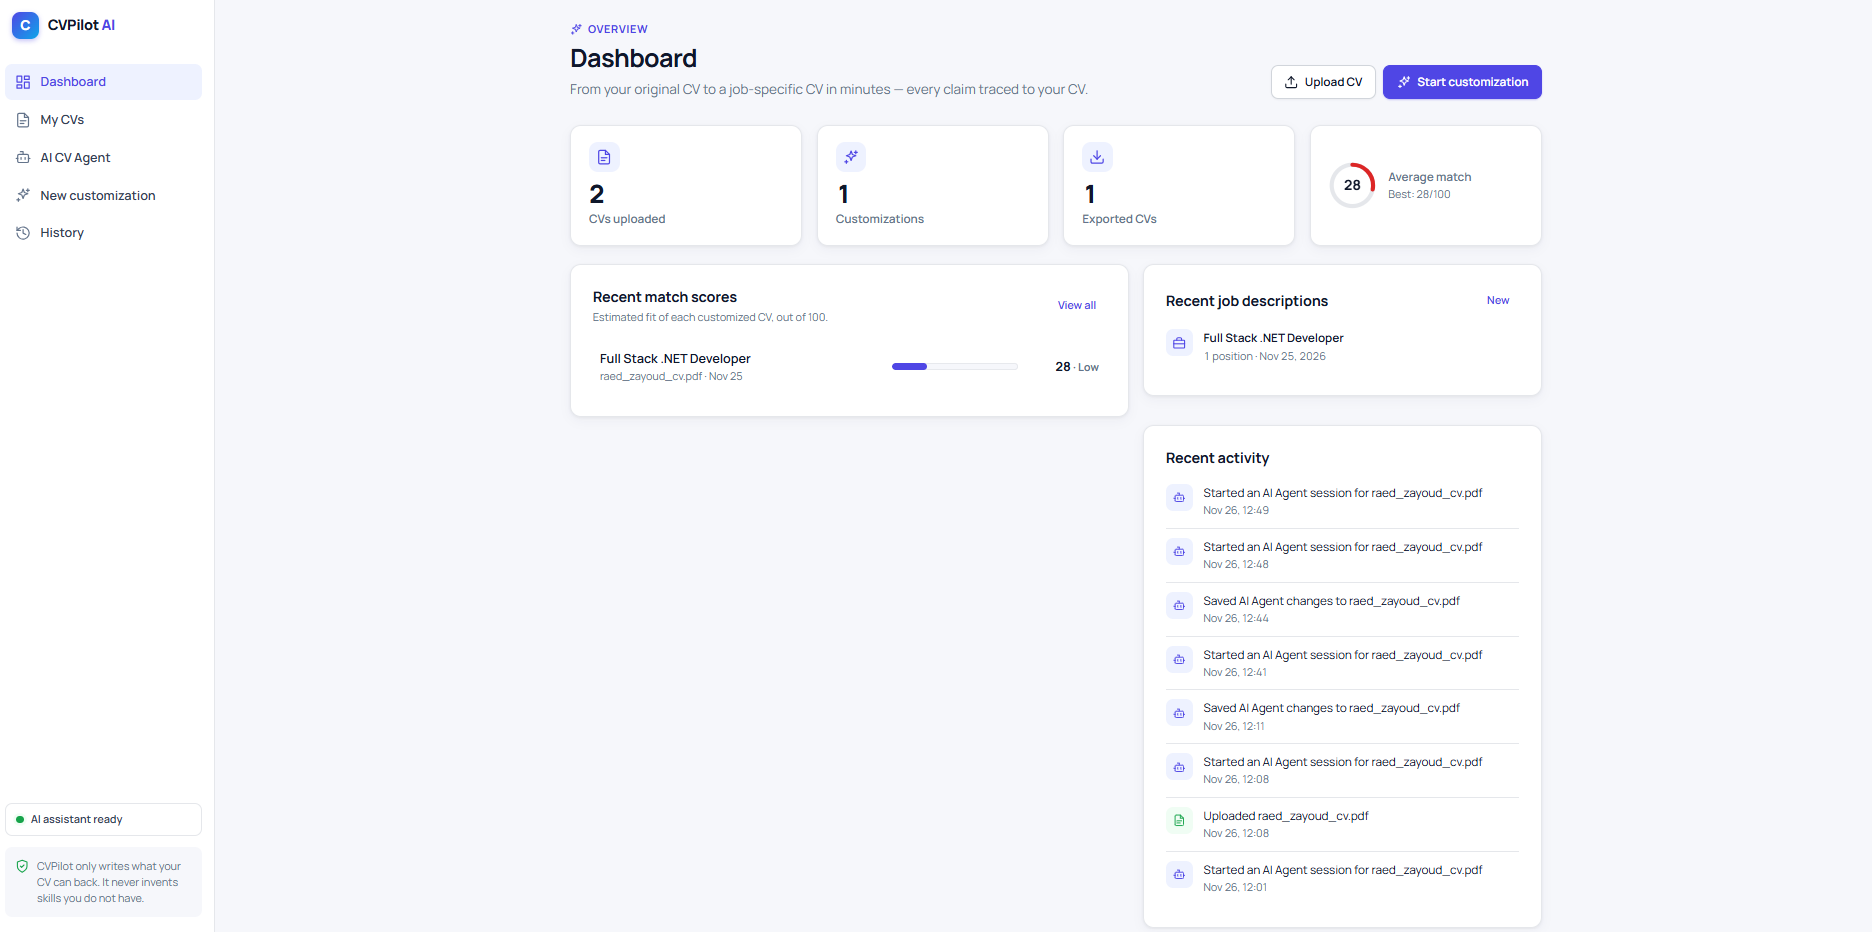 C CVPilot AI
Dashboard
My CVs
AI CV Agent
New customization
History
AI assistant ready
CVPilot only writes what your
CV can back. It never invents
skills you do not have.
OVERVIEW
Dashboard
From your original CV to a job-specific CV in minutes — every claim traced to your CV.
Upload CV
Start customization
2
CVs uploaded
1
Customizations
1
Exported CVs
28
Average match
Best: 28/100
Recent match scores
Estimated fit of each customized CV, out of 100.
View all
Full Stack .NET Developer
raed_zayoud_cv.pdf · Nov 25
28 · Low
Recent job descriptions
New
Full Stack .NET Developer
1 position · Nov 25, 2026
Recent activity
Started an AI Agent session for raed_zayoud_cv.pdf
Nov 26, 12:49
Started an AI Agent session for raed_zayoud_cv.pdf
Nov 26, 12:48
Saved AI Agent changes to raed_zayoud_cv.pdf
Nov 26, 12:44
Started an AI Agent session for raed_zayoud_cv.pdf
Nov 26, 12:41
Saved AI Agent changes to raed_zayoud_cv.pdf
Nov 26, 12:11
Started an AI Agent session for raed_zayoud_cv.pdf
Nov 26, 12:08
Uploaded raed_zayoud_cv.pdf
Nov 26, 12:08
Started an AI Agent session for raed_zayoud_cv.pdf
Nov 26, 12:01